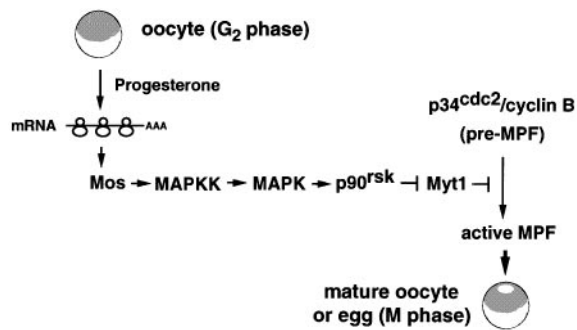 oocyte (G₂ phase)
Progesterone
mRNA AAA
p34cdc2/cyclin B
(pre-MPF)
Mos MAPKK MAPK p90rsk Myt1
active MPF
mature oocyte
or egg (M phase)